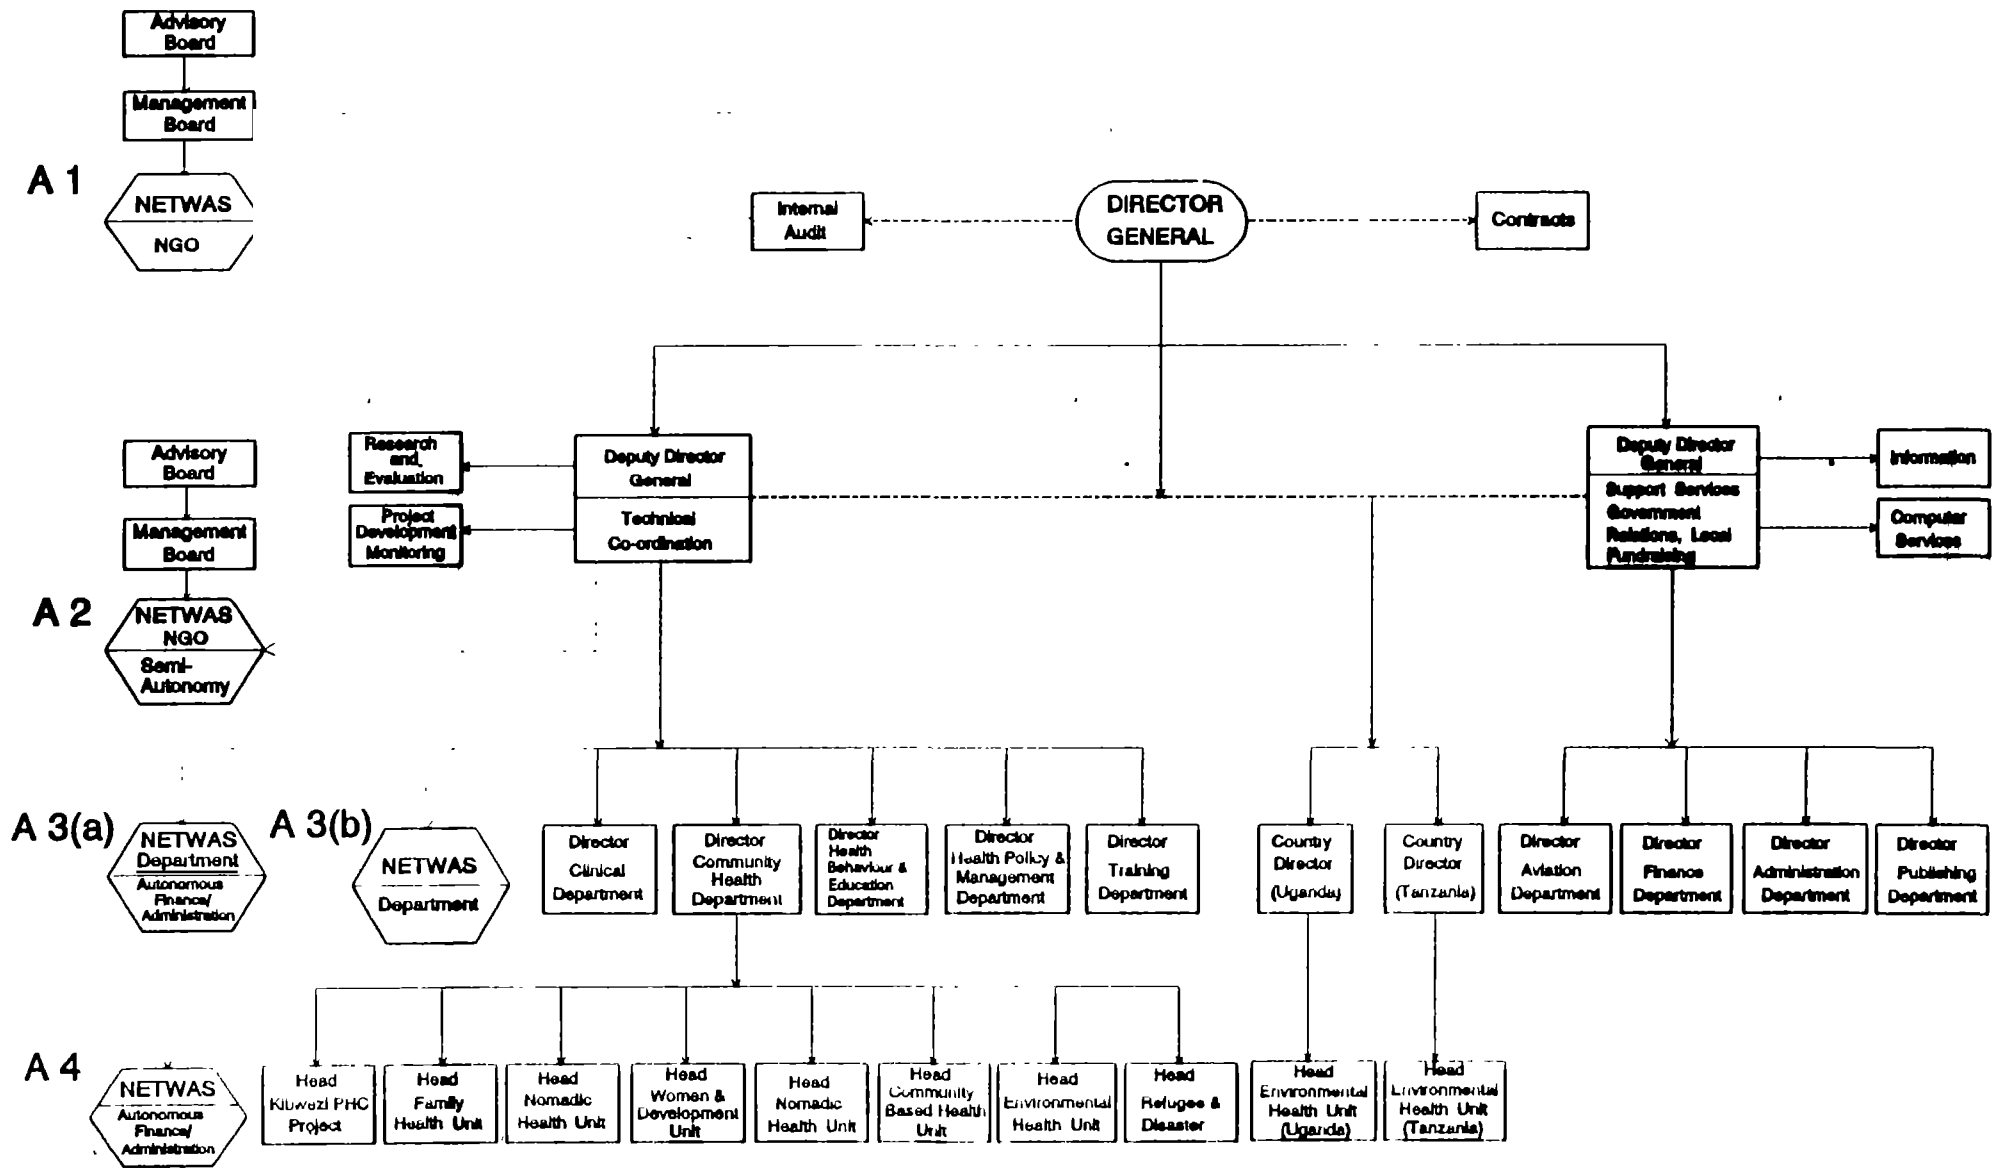 Advisory
Board
Management
Board
A 1
NETWAS
NGO
Internal
Audit
DIRECTOR
GENERAL
Contracts
Advisory
Board
Management
Board
A 2
NETWAS
NGO
Semi-
Autonomy
Research
and
Evaluation
Project
Development
Monitoring
Deputy Director
General
Technical
Co-ordination
Deputy Director
General
Support Services
Government
Relations, Local
Fundraising
Information
Computer
Services
A 3(a)
NETWAS
Department
Autonomous
Finance/
Administration
A 3(b)
NETWAS
Department
Director
Clinical
Department
Director
Community
Health
Department
Director
Health
Behaviour &
Education
Department
Director
Health Policy &
Management
Department
Director
Training
Department
Country
Director
(Uganda)
Country
Director
(Tanzania)
Director
Aviation
Department
Director
Finance
Department
Director
Administration
Department
Director
Publishing
Department
A 4
NETWAS
Autonomous
Finance/
Administration
Head
Kibwezi PHC
Project
Head
Family
Health Unit
Head
Nomadic
Health Unit
Head
Women &
Development
Unit
Head
Nomadic
Health Unit
Head
Community
Based Health
Unit
Head
Environmental
Health Unit
Head
Refugee &
Disaster
Head
Environmental
Health Unit
(Uganda)
Head
Environmental
Health Unit
(Tanzania)